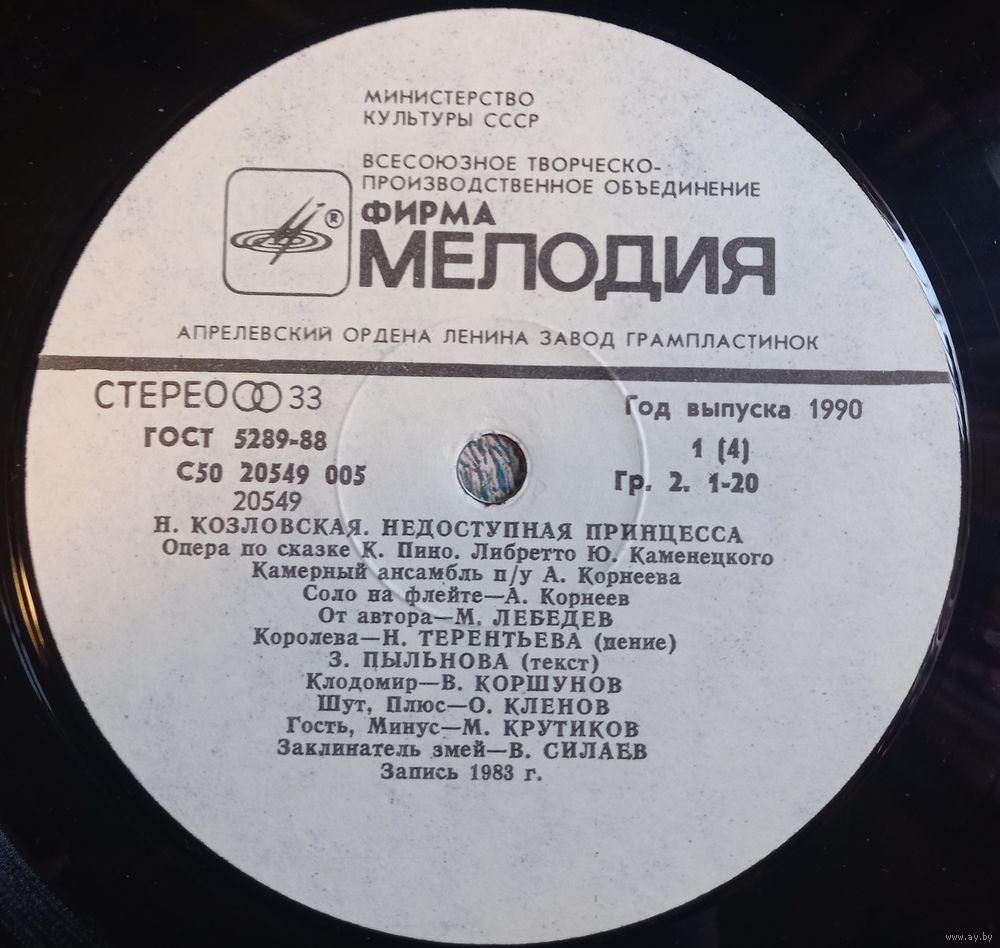 МИНИСТЕРСТВО
КУЛЬТУРЫ СССР
ВСЕСОЮЗНОЕ ТВОРЧЕСКО-
ПРОИЗВОДСТВЕННОЕ ОБЪЕДИНЕНИЕ
ФИРМА
®
МЕЛОДИЯ
АПРЕЛЕВСКИЙ ОРДЕНА ЛЕНИНА ЗАВОД ГРАМПЛАСТИНОК
СТЕРЕО 33
Год выпуска 1990
ГОСТ 5289-88
1 (4)
С50 20549 005
Гр. 2. 1-20
20549
Н. КОЗЛОВСКАЯ. НЕДОСТУПНАЯ ПРИНЦЕССА
Опера по сказке К. Пино. Либретто Ю. Каменецкого
Камерный ансамбль п/у А. Корнеева
Соло на флейте—А. Корнеев
От автора—М. ЛЕБЕДЕВ
Королева—Н. ТЕРЕНТЬЕВА (пение)
З. ПЫЛЬНОВА (текст)
Клодомир—В. КОРШУНОВ
Шут, Плюс—О. КЛЕНОВ
Гость, Минус—М. КРУТИКОВ
Заклинатель змей—В. СИЛАЕВ
Запись 1983 г.
www.ay.by